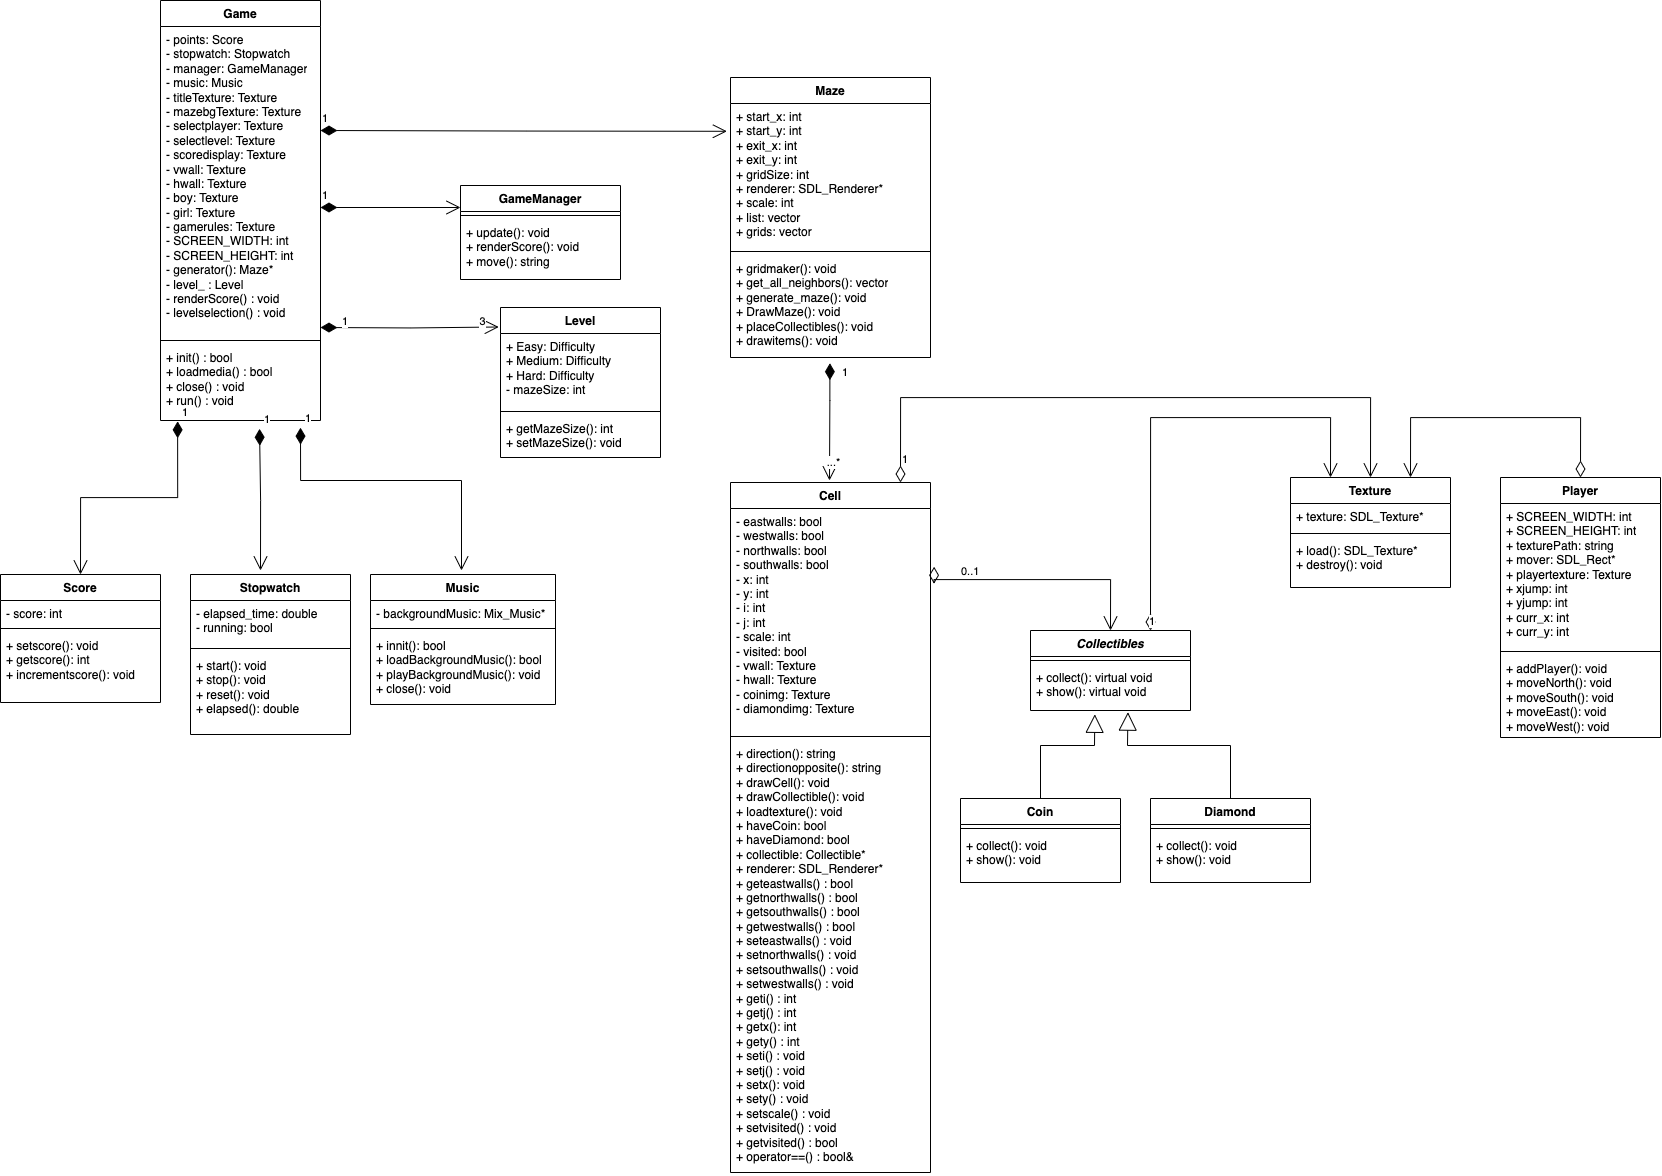 Game
- points: Score
- stopwatch: Stopwatch
- manager: GameManager
- music: Music
- titleTexture: Texture
- mazebgTexture: Texture
- selectplayer: Texture
- selectlevel: Texture
- scoredisplay: Texture
- vwall: Texture
- hwall: Texture
- boy: Texture
- girl: Texture
- gamerules: Texture
- SCREEN_WIDTH: int
- SCREEN_HEIGHT: int
- generator(): Maze*
- level_ : Level
- renderScore() : void
- levelselection() : void
+ init() : bool
+ loadmedia() : bool
+ close() : void
+ run() : void
1
1
1
1
1
1
3
GameManager
+ update(): void
+ renderScore(): void
+ move(): string
Level
+ Easy: Difficulty
+ Medium: Difficulty
+ Hard: Difficulty
- mazeSize: int
+ getMazeSize(): int
+ setMazeSize(): void
Maze
+ start_x: int
+ start_y: int
+ exit_x: int
+ exit_y: int
+ gridSize: int
+ renderer: SDL_Renderer*
+ scale: int
+ list: vector
+ grids: vector
+ gridmaker(): void
+ get_all_neighbors(): vector
+ generate_maze(): void
+ DrawMaze(): void
+ placeCollectibles(): void
+ drawitems(): void
1
...*
1
Score
- score: int
+ setscore(): void
+ getscore(): int
+ incrementscore(): void
Stopwatch
- elapsed_time: double
- running: bool
+ start(): void
+ stop(): void
+ reset(): void
+ elapsed(): double
Music
- backgroundMusic: Mix_Music*
+ innit(): bool
+ loadBackgroundMusic(): bool
+ playBackgroundMusic(): void
+ close(): void
Cell
- eastwalls: bool
- westwalls: bool
- northwalls: bool
- southwalls: bool
- x: int
- y: int
- i: int
- j: int
- scale: int
- visited: bool
- vwall: Texture
- hwall: Texture
- coinimg: Texture
- diamondimg: Texture
+ direction(): string
+ directionopposite(): string
+ drawCell(): void
+ drawCollectible(): void
+ loadtexture(): void
+ haveCoin: bool
+ haveDiamond: bool
+ collectible: Collectible*
+ renderer: SDL_Renderer*
+ geteastwalls() : bool
+ getnorthwalls() : bool
+ getsouthwalls() : bool
+ getwestwalls() : bool
+ seteastwalls() : void
+ setnorthwalls() : void
+ setsouthwalls() : void
+ setwestwalls() : void
+ geti() : int
+ getj() : int
+ getx(): int
+ gety() : int
+ seti() : void
+ setj() : void
+ setx(): void
+ sety() : void
+ setscale() : void
+ setvisited() : void
+ getvisited() : bool
+ operator==() : bool&
0..1
1
Collectibles
+ collect(): virtual void
+ show(): virtual void
Coin
+ collect(): void
+ show(): void
Diamond
+ collect(): void
+ show(): void
Texture
+ texture: SDL_Texture*
+ load(): SDL_Texture*
+ destroy(): void
Player
+ SCREEN_WIDTH: int
+ SCREEN_HEIGHT: int
+ texturePath: string
+ mover: SDL_Rect*
+ playertexture: Texture
+ xjump: int
+ yjump: int
+ curr_x: int
+ curr_y: int
+ addPlayer(): void
+ moveNorth(): void
+ moveSouth(): void
+ moveEast(): void
+ moveWest(): void